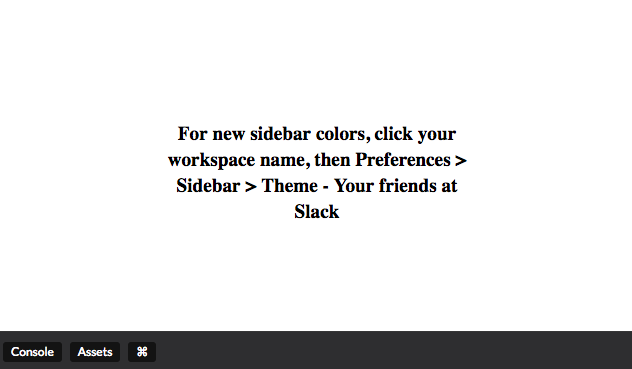 For new sidebar colors, click your
workspace name, then Preferences >
Sidebar > Theme - Your friends at
Slack
Console Assets ⌘